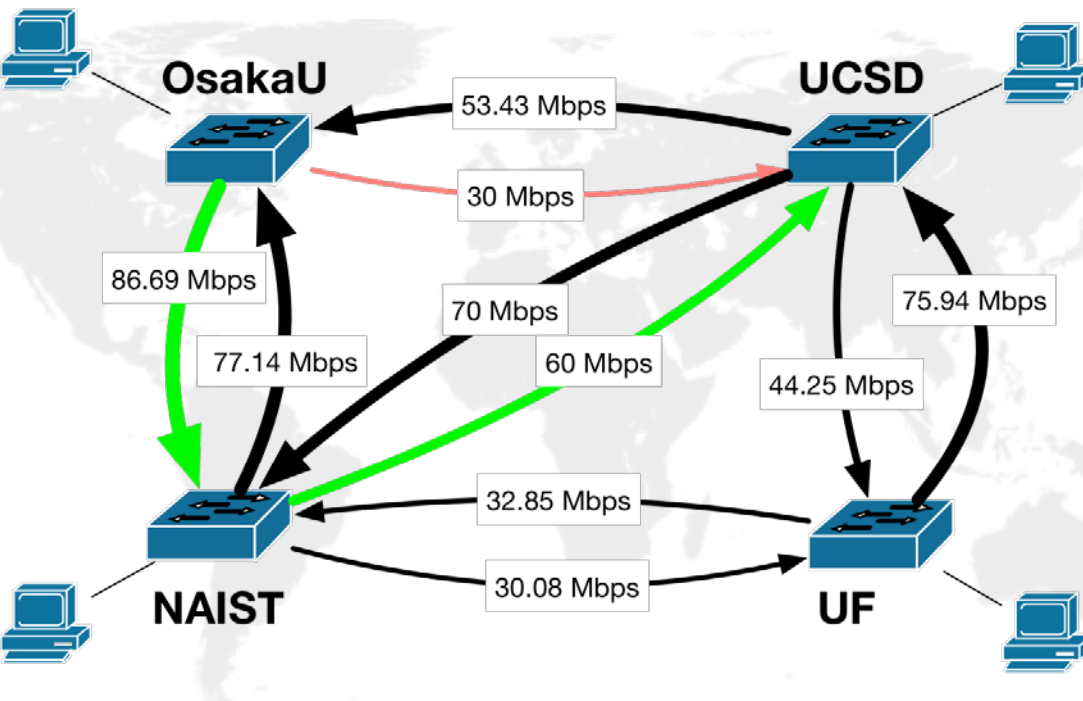 OsakaU
UCSD
53.43 Mbps
30 Mbps
86.69 Mbps
70 Mbps
75.94 Mbps
77.14 Mbps
60 Mbps
44.25 Mbps
32.85 Mbps
30.08 Mbps
NAIST
UF